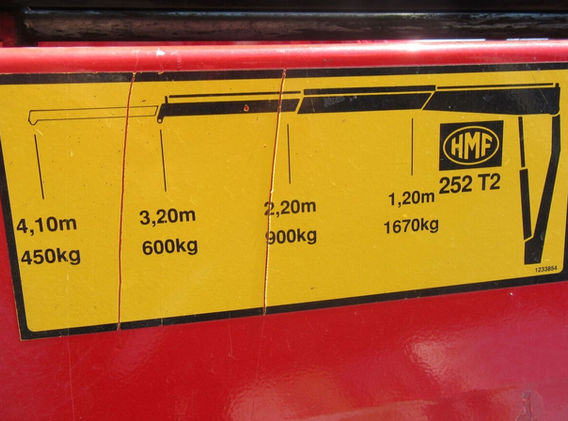 HMF
252 T2
4,10m
450kg
3,20m
600kg
2,20m
900kg
1,20m
1670kg
1233854